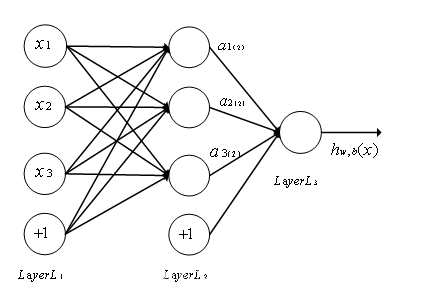 x1
a1(2)
x2
a2(2)
hw,b(x)
x3
a3(2)
LayerL3
+1
+1
LayerL1
LayerL2